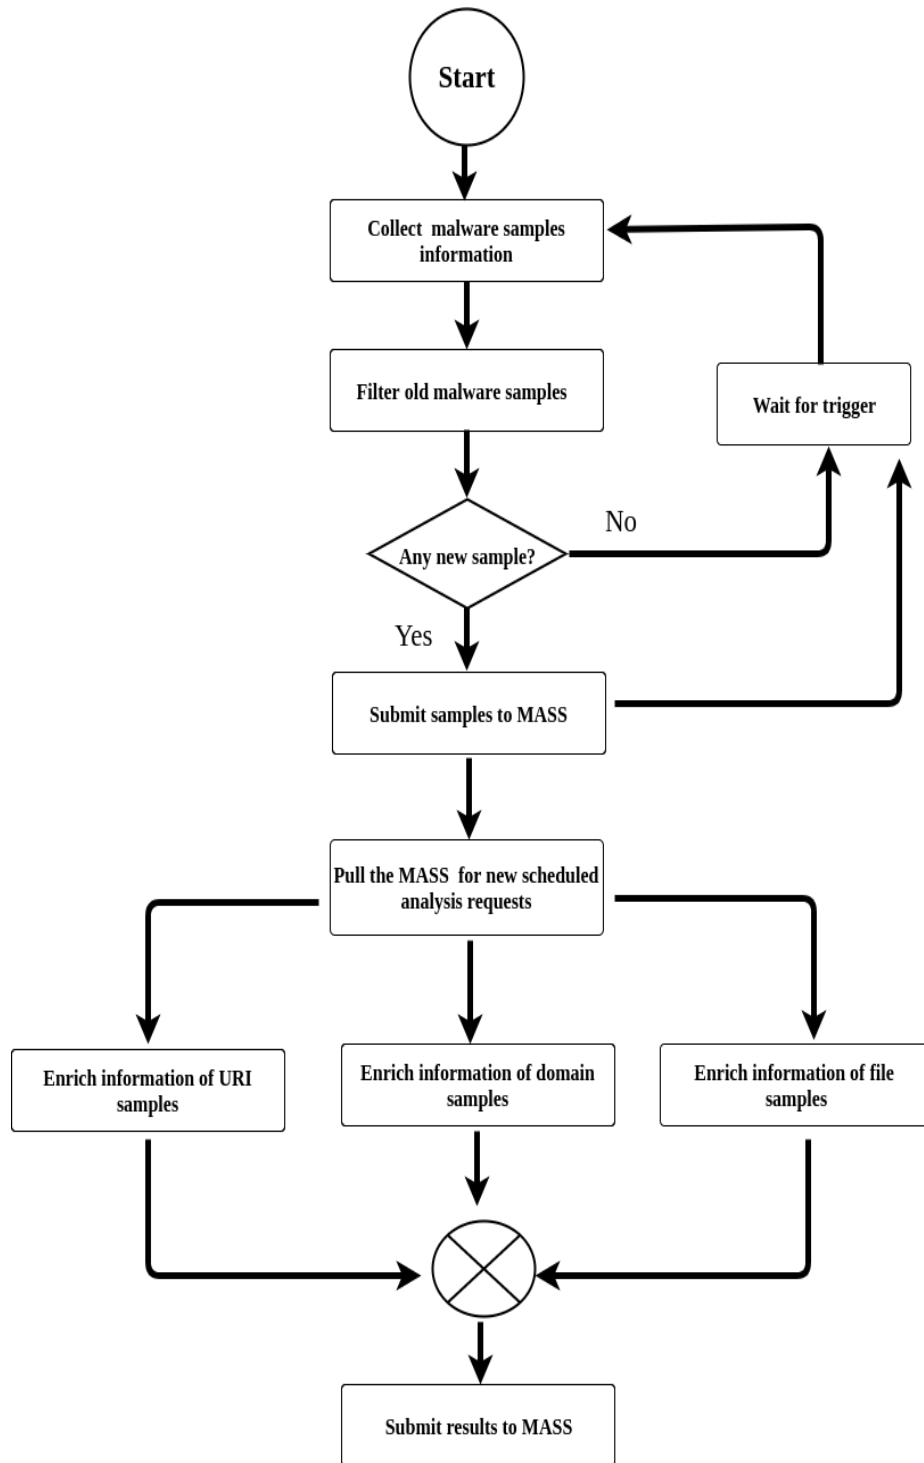 Start
Collect malware samples
information
Filter old malware samples
Wait for trigger
Any new sample?
No
Yes
Submit samples to MASS
Pull the MASS for new scheduled
analysis requests
Enrich information of URI
samples
Enrich information of domain
samples
Enrich information of file
samples
Submit results to MASS